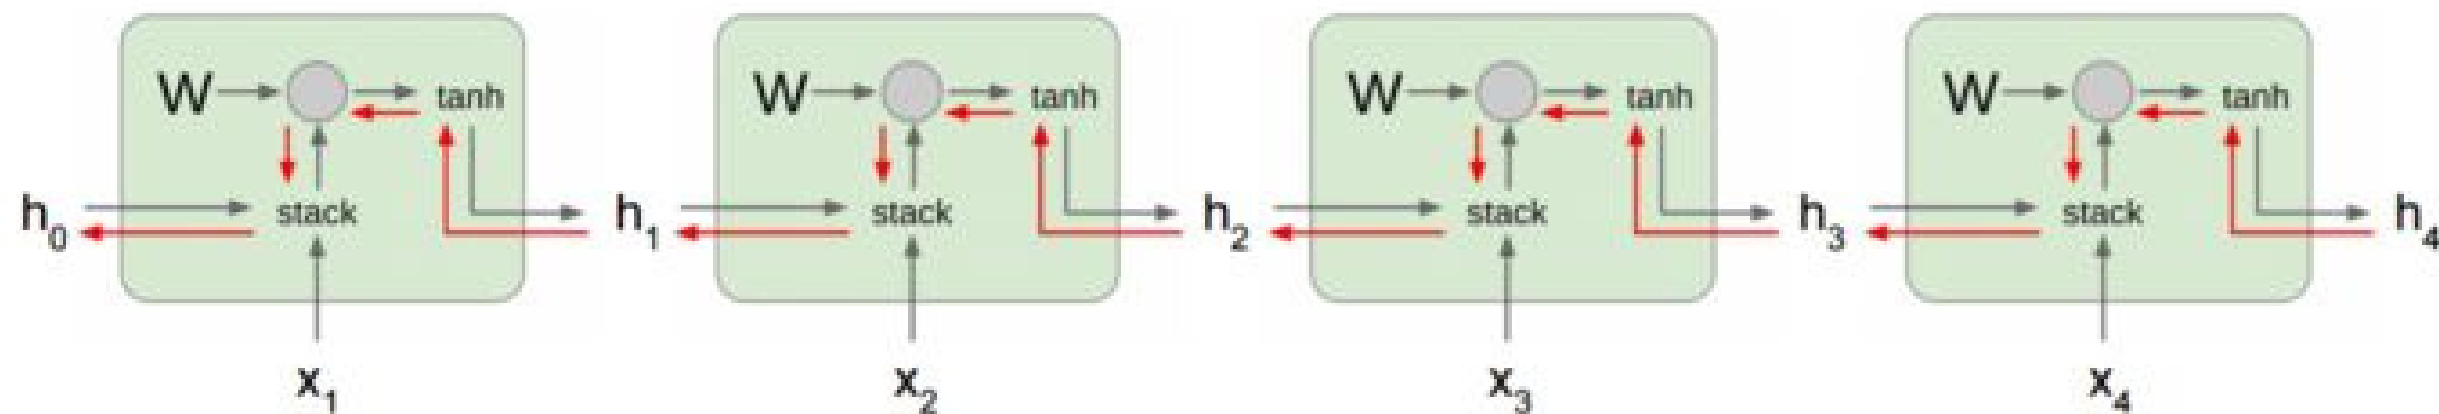 W tanh W tanh W tanh W tanh
h₀ stack h₁ stack h₂ stack h₃ stack h₄
x₁ x₂ x₃ x₄